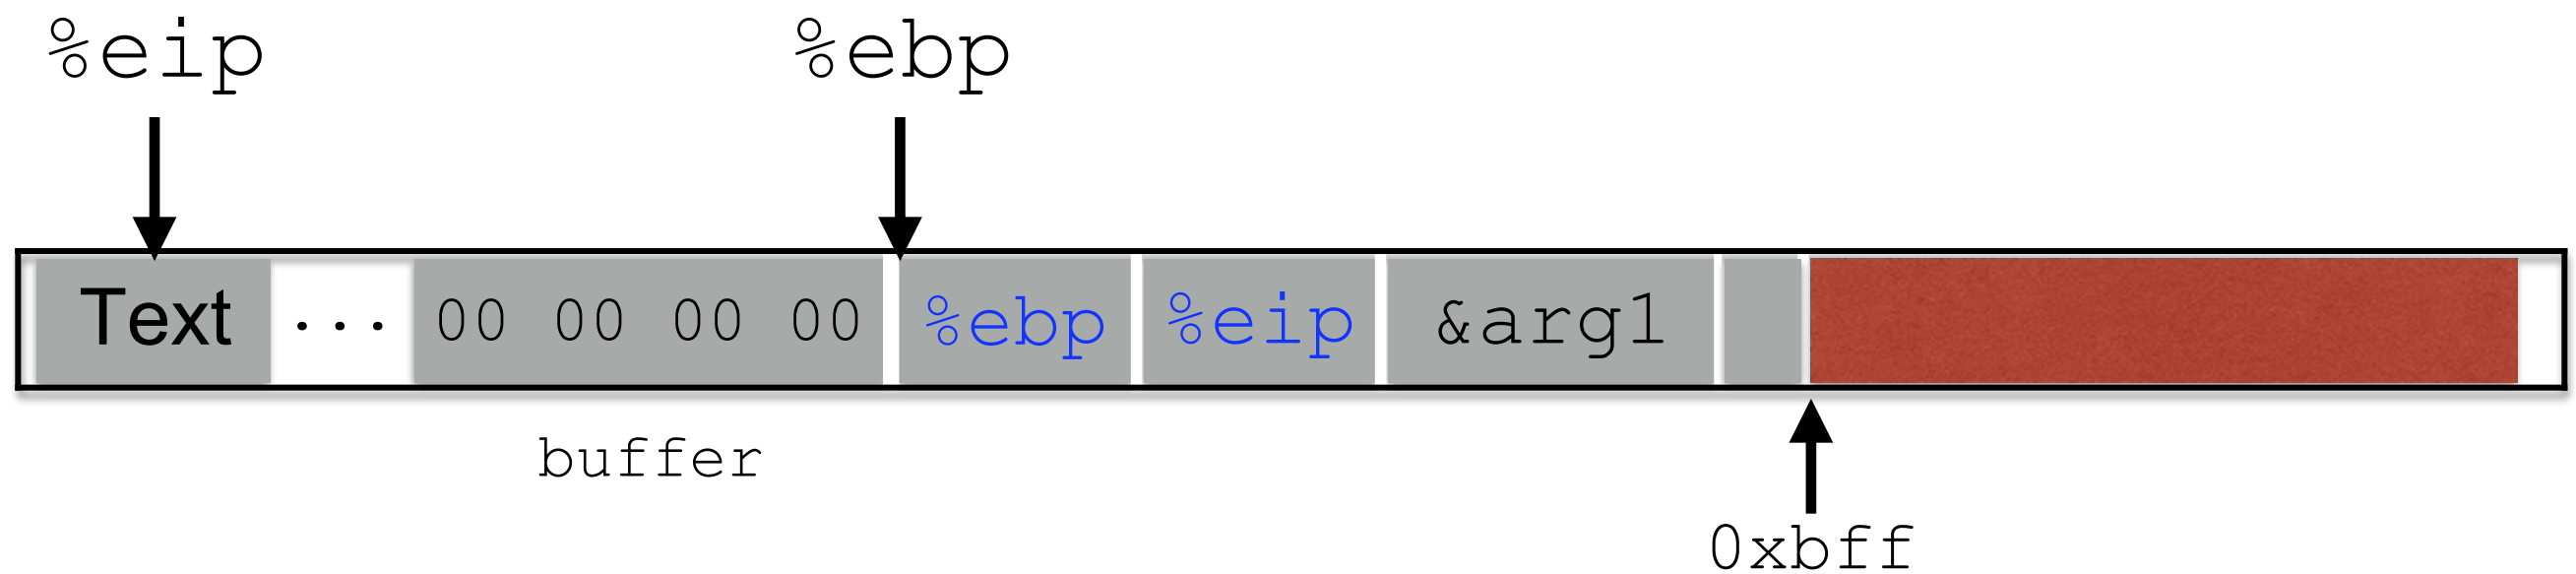 %eip %ebp
Text ... 00 00 00 00 %ebp %eip &arg1
buffer
0xbff